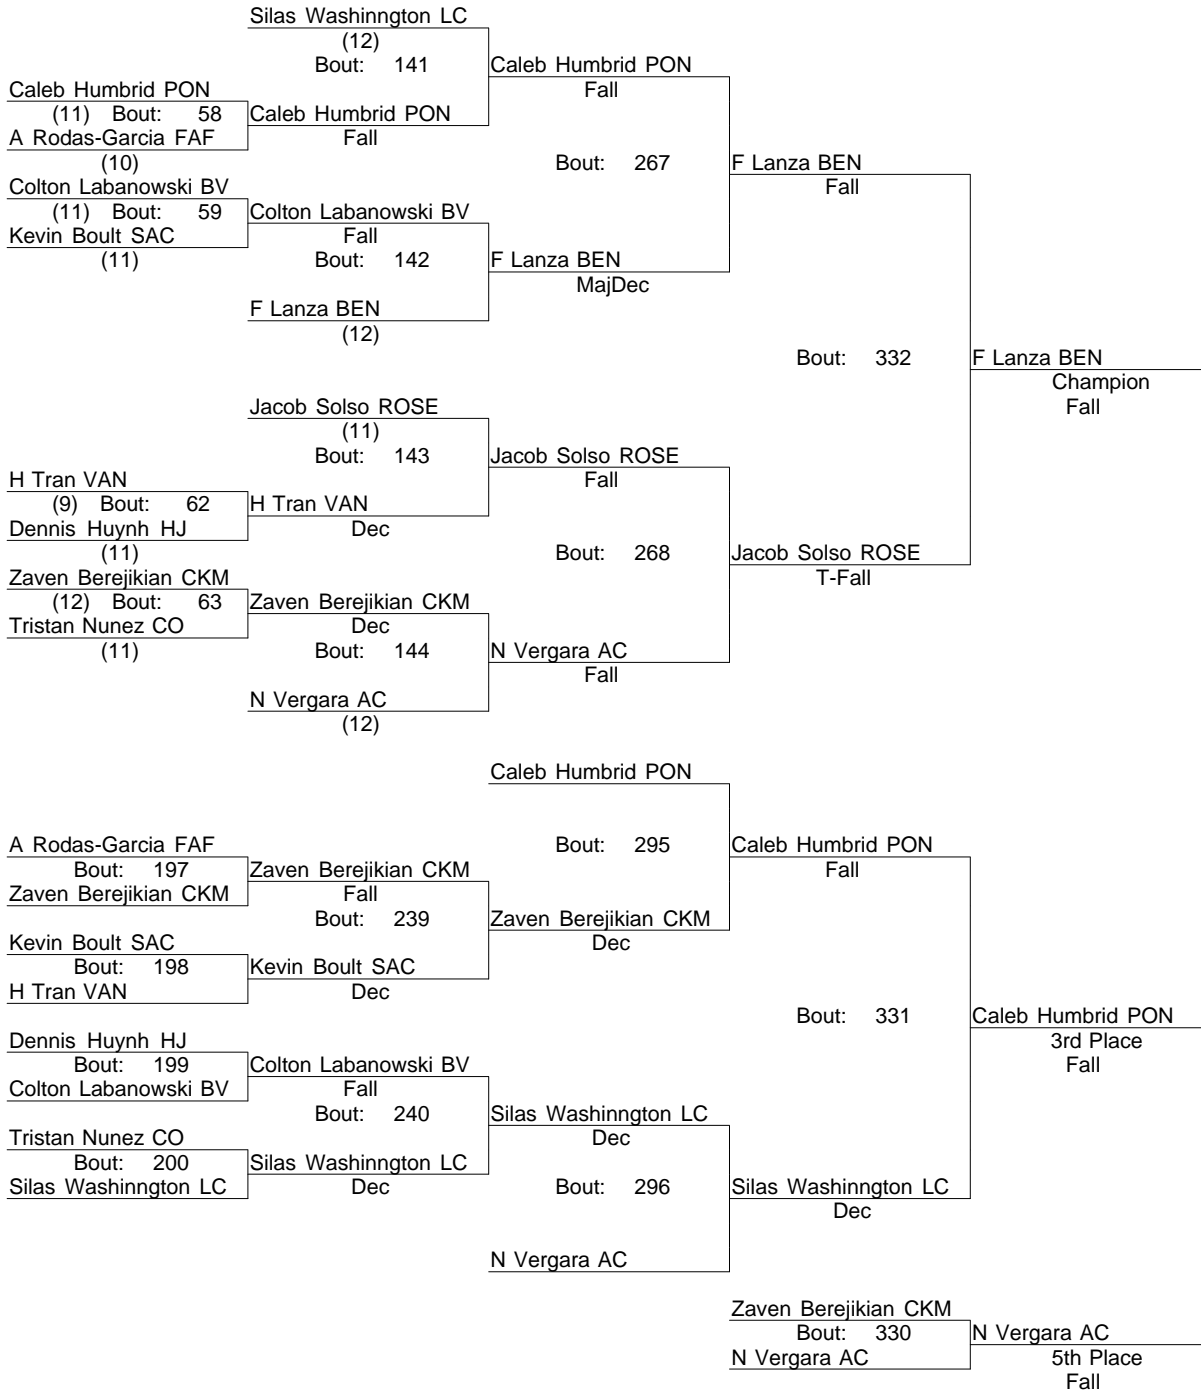 Silas Washinngton LC
(12)
Bout: 141
Caleb Humbrid PON
Fall
Caleb Humbrid PON
(11) Bout: 58
Caleb Humbrid PON
A Rodas-Garcia FAF
Fall
(10)
Bout: 267
F Lanza BEN
Fall
Colton Labanowski BV
(11) Bout: 59
Colton Labanowski BV
Kevin Boult SAC
Fall
(11)
Bout: 142
F Lanza BEN
MajDec
F Lanza BEN
(12)
Bout: 332
F Lanza BEN
Champion
Fall
Jacob Solso ROSE
(11)
Bout: 143
Jacob Solso ROSE
Fall
H Tran VAN
(9) Bout: 62
H Tran VAN
Dennis Huynh HJ
Dec
(11)
Bout: 268
Jacob Solso ROSE
T-Fall
Zaven Berejikian CKM
(12) Bout: 63
Zaven Berejikian CKM
Tristan Nunez CO
Dec
(11)
Bout: 144
N Vergara AC
Fall
N Vergara AC
(12)
Caleb Humbrid PON
A Rodas-Garcia FAF
Bout: 295
Caleb Humbrid PON
Fall
Bout: 197
Zaven Berejikian CKM
Zaven Berejikian CKM
Fall
Bout: 239
Zaven Berejikian CKM
Dec
Kevin Boult SAC
Bout: 198
Kevin Boult SAC
H Tran VAN
Dec
Bout: 331
Caleb Humbrid PON
3rd Place
Fall
Dennis Huynh HJ
Bout: 199
Colton Labanowski BV
Colton Labanowski BV
Fall
Bout: 240
Silas Washinngton LC
Dec
Tristan Nunez CO
Bout: 200
Silas Washinngton LC
Silas Washinngton LC
Dec
Bout: 296
Silas Washinngton LC
Dec
N Vergara AC
Zaven Berejikian CKM
Bout: 330
N Vergara AC
N Vergara AC
5th Place
Fall